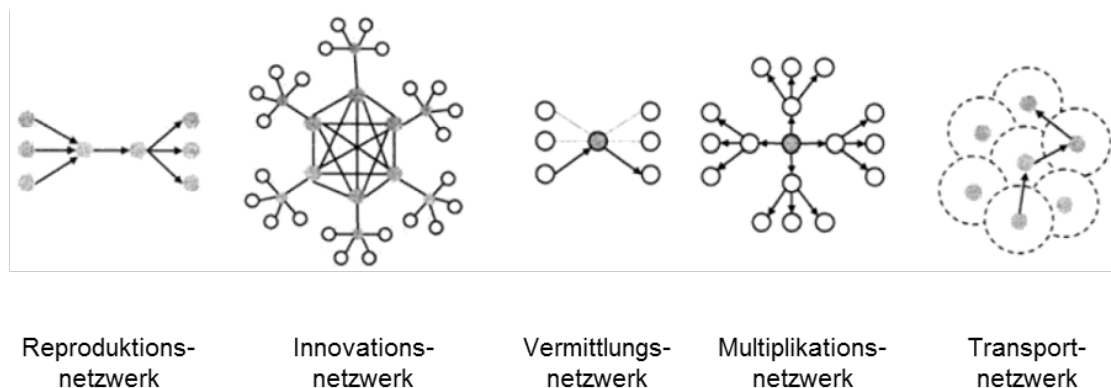 Reproduktions-
netzwerk
Innovations-
netzwerk
Vermittlungs-
netzwerk
Multiplikations-
netzwerk
Transport-
netzwerk